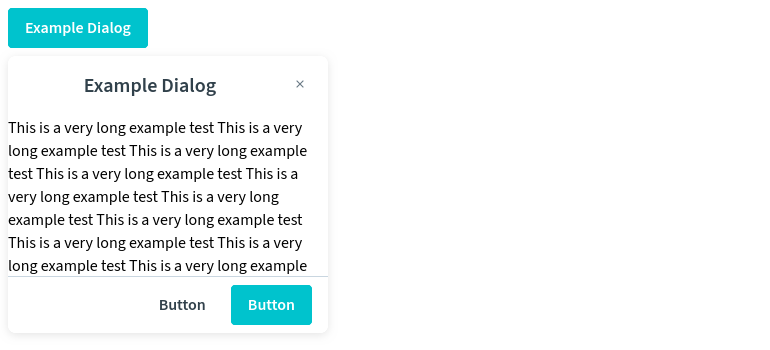 Example Dialog
Example Dialog ×
This is a very long example test This is a very
long example test This is a very long example
test This is a very long example test This is a
very long example test This is a very long
example test This is a very long example test
This is a very long example test This is a very
long example test This is a very long example
Button Button